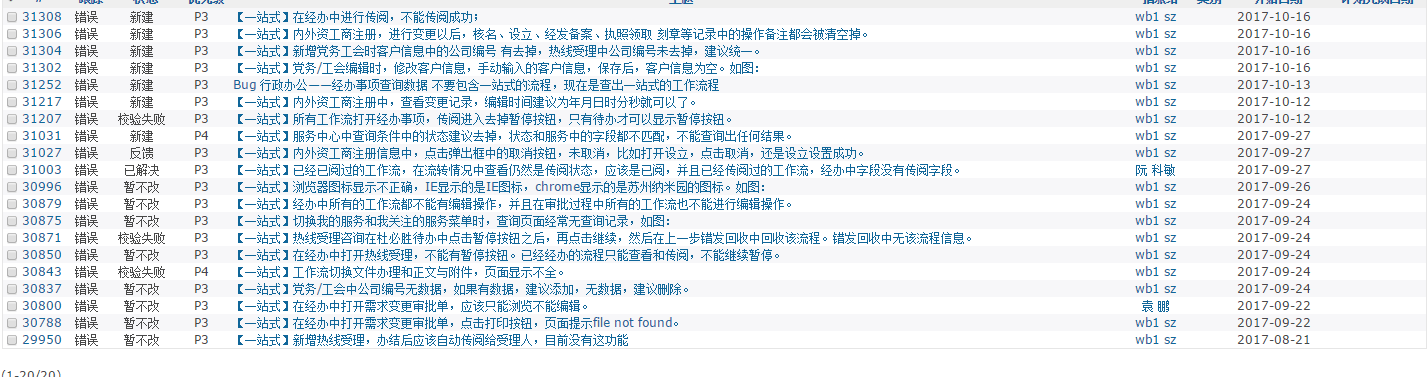 # 跟踪 状态 优先级 主题 指派给 类别 开始日期 计划完成日期
31308 错误 新建 P3 【一站式】在经办中进行传阅，不能传阅成功； wb1 sz 2017-10-16
31306 错误 新建 P3 【一站式】内外资工商注册，进行变更以后，核名、设立、经发备案、执照领取 刻章等记录中的操作备注都会被清空掉。 wb1 sz 2017-10-16
31304 错误 新建 P3 【一站式】新增党务工会时客户信息中的公司编号 有去掉，热线受理中公司编号未去掉，建议统一。 wb1 sz 2017-10-16
31302 错误 新建 P3 【一站式】党务/工会编辑时，修改客户信息，手动输入的客户信息，保存后，客户信息为空。如图： wb1 sz 2017-10-16
31252 错误 新建 P3 Bug 行政办公——经办事项查询数据 不要包含一站式的流程，现在是查出一站式的工作流程 wb1 sz 2017-10-13
31217 错误 新建 P3 【一站式】内外资工商注册中，查看变更记录，编辑时间建议为年月日时分秒就可以了。 wb1 sz 2017-10-12
31207 错误 校验失败 P3 【一站式】所有工作流打开经办事项，传阅进入去掉暂停按钮，只有待办才可以显示暂停按钮。 wb1 sz 2017-10-12
31031 错误 新建 P4 【一站式】服务中心中查询条件中的状态建议去掉，状态和服务中的字段都不匹配，不能查询出任何结果。 wb1 sz 2017-09-27
31027 错误 反馈 P3 【一站式】内外资工商注册信息中，点击弹出框中的取消按钮，未取消，比如打开设立，点击取消，还是设立设置成功。 wb1 sz 2017-09-27
31003 错误 已解决 P3 【一站式】已经已阅过的工作流，在流转情况中查看仍然是传阅状态，应该是已阅，并且已经传阅过的工作流，经办中字段没有传阅字段。 阮 科敏 2017-09-27
30996 错误 暂不改 P3 【一站式】浏览器图标显示不正确，IE显示的是IE图标，chrome显示的是苏州纳米园的图标。如图： wb1 sz 2017-09-26
30879 错误 暂不改 P3 【一站式】经办中所有的工作流都不能有编辑操作，并且在审批过程中所有的工作流也不能进行编辑操作。 wb1 sz 2017-09-24
30875 错误 暂不改 P3 【一站式】切换我的服务和我关注的服务菜单时，查询页面经常无查询记录，如图： wb1 sz 2017-09-24
30871 错误 校验失败 P3 【一站式】热线受理咨询在杜必胜待办中点击暂停按钮之后，再点击继续，然后在上一步错发回收中回收该流程。错发回收中无该流程信息。 wb1 sz 2017-09-24
30850 错误 暂不改 P3 【一站式】在经办中打开热线受理，不能有暂停按钮。已经经办的流程只能查看和传阅，不能继续暂停。 wb1 sz 2017-09-24
30843 错误 校验失败 P4 【一站式】工作流切换文件办理和正文与附件，页面显示不全。 wb1 sz 2017-09-24
30837 错误 暂不改 P3 【一站式】党务/工会中公司编号无数据，如果有数据，建议添加，无数据，建议删除。 wb1 sz 2017-09-24
30800 错误 暂不改 P3 【一站式】在经办中打开需求变更审批单，应该只能浏览不能编辑。 袁 鹏 2017-09-22
30788 错误 暂不改 P3 【一站式】在经办中打开需求变更审批单，点击打印按钮，页面提示file not found。 wb1 sz 2017-09-22
29950 错误 暂不改 P3 【一站式】新增热线受理，办结后应该自动传阅给受理人，目前没有这功能 wb1 sz 2017-08-21
(1-20/20)